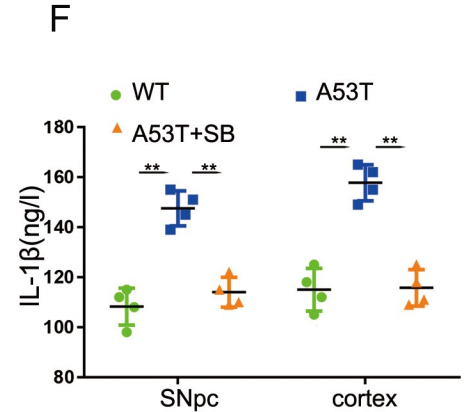 F
WT
A53T
A53T+SB
IL-1β(ng/l)
180
160
140
120
100
80
** **
** **
SNpc
cortex